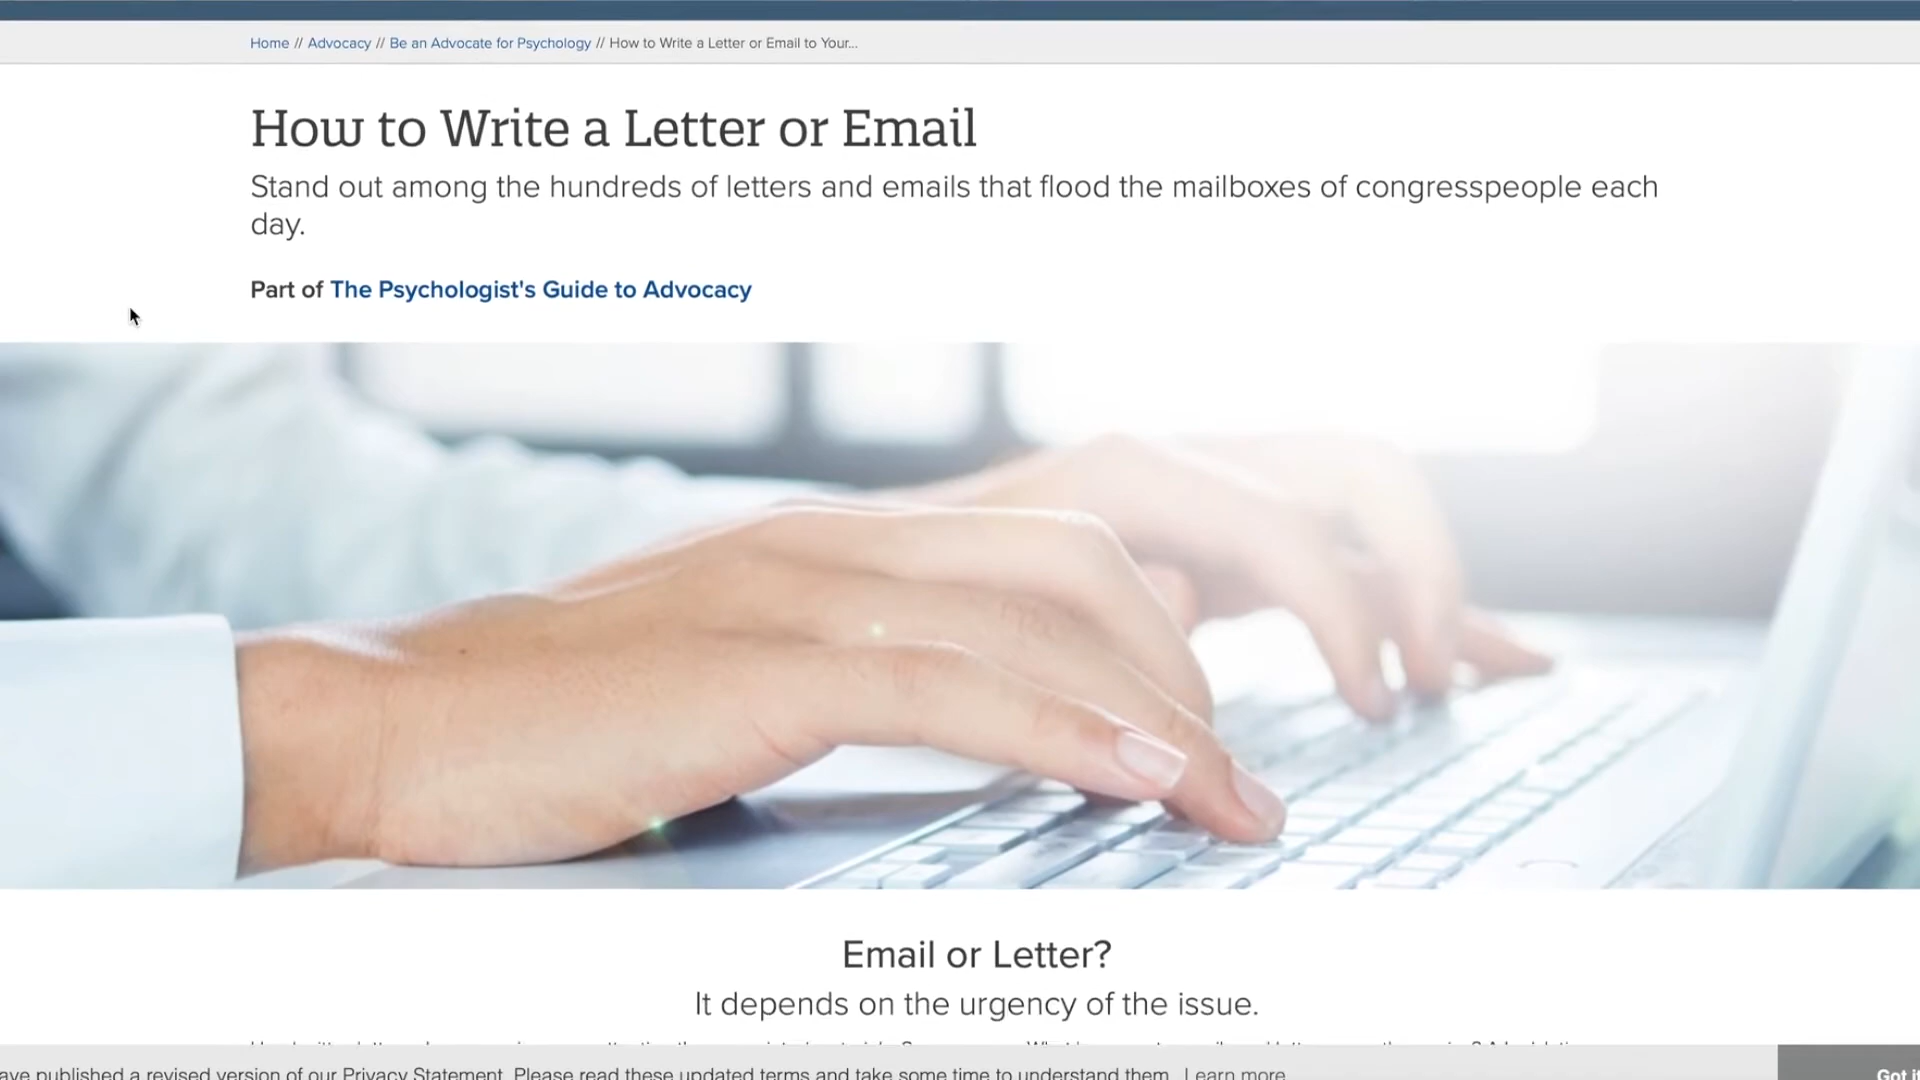 Home // Advocacy // Be an Advocate for Psychology // How to Write a Letter or Email to Your...
How to Write a Letter or Email
Stand out among the hundreds of letters and emails that flood the mailboxes of congresspeople each
day.
Part of The Psychologist's Guide to Advocacy
Email or Letter?
It depends on the urgency of the issue.
ave published a revised version of our Privacy Statement. Please read these updated terms and take some time to understand them. Learn more
Got i